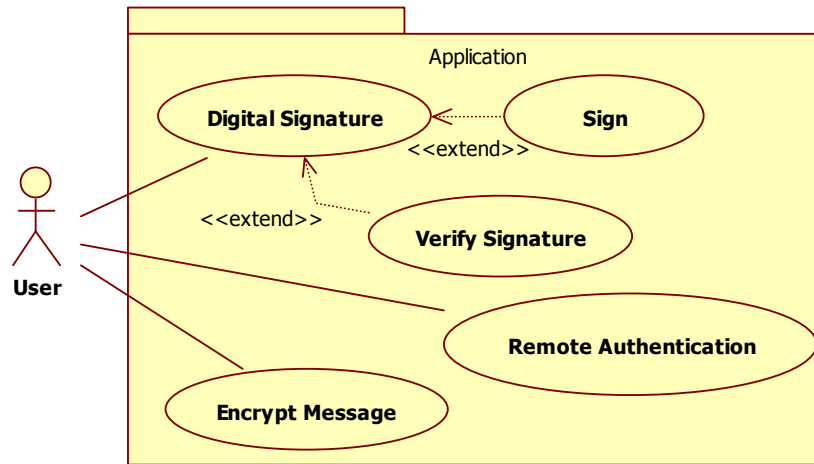 Application
Digital Signature
Sign
<<extend>>
<<extend>>
Verify Signature
User
Remote Authentication
Encrypt Message